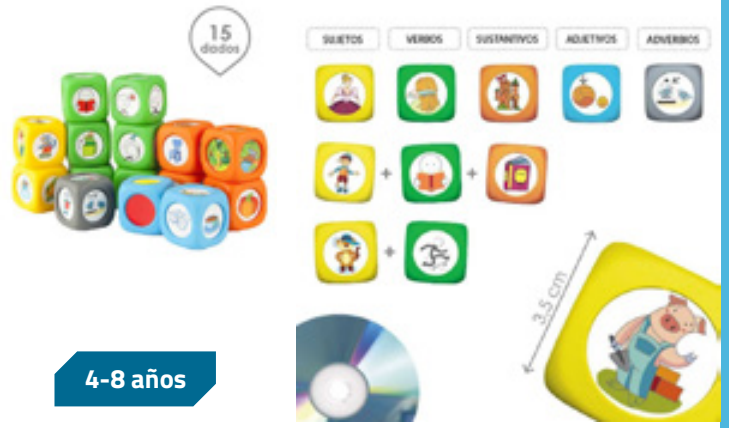 15
dados
SUJETOS VERBOS SUSTANTIVOS ADJETIVOS ADVERBIOS
+ +
+
3,5 cm
4-8 años